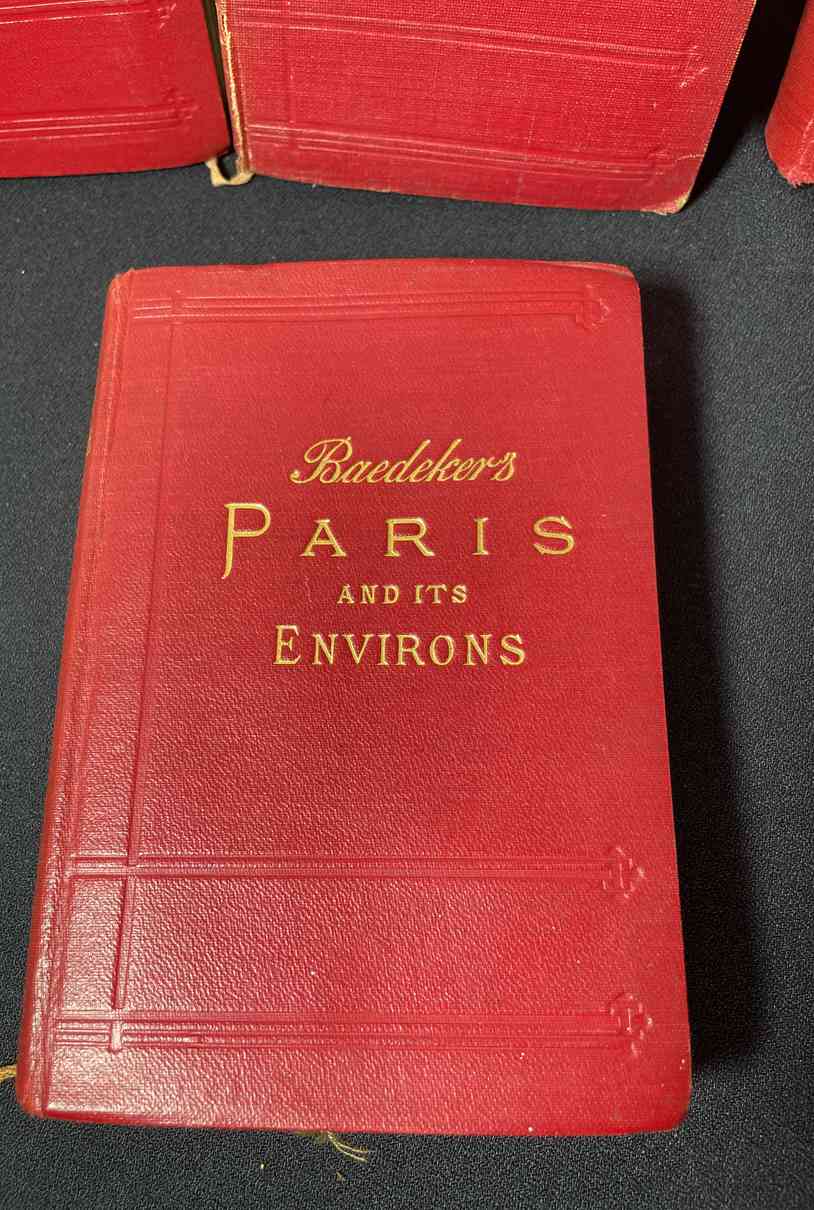 Baedeker's
PARIS
AND ITS
ENVIRONS